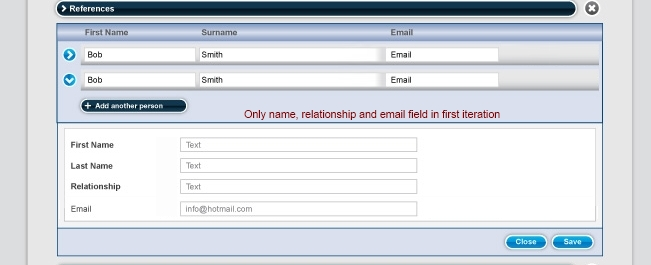 References
First Name Surname Email
Bob Smith Email
Bob Smith Email
+ Add another person
Only name, relationship and email field in first iteration
First Name Text
Last Name Text
Relationship Text
Email info@hotmail.com
Close Save